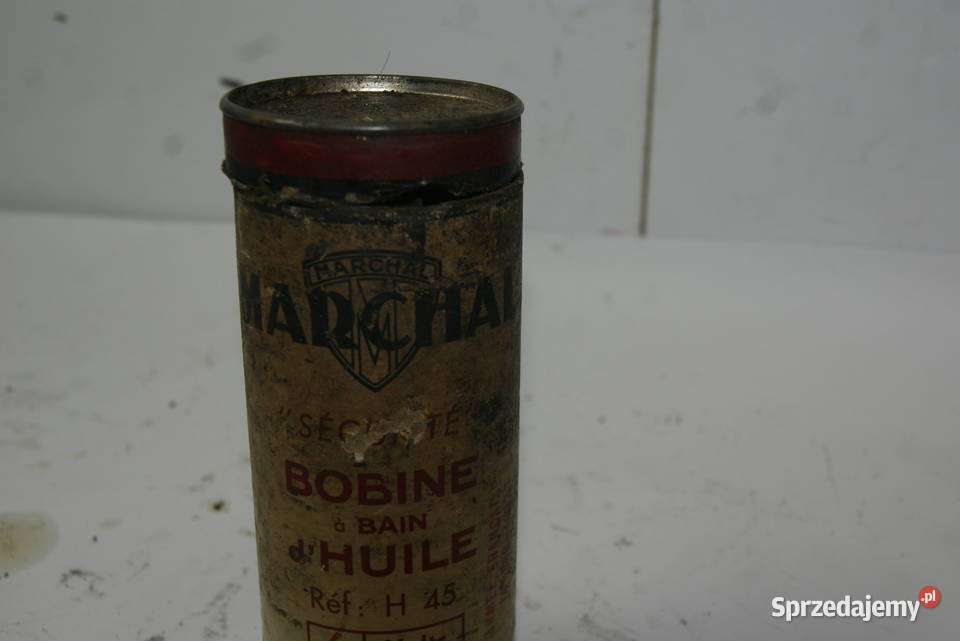 MARCHAL
MARCHAL
"SÉCURITÉ"
BOBINE
à BAIN
d'HUILE
Réf: H 45
Sprzedajemy.pl